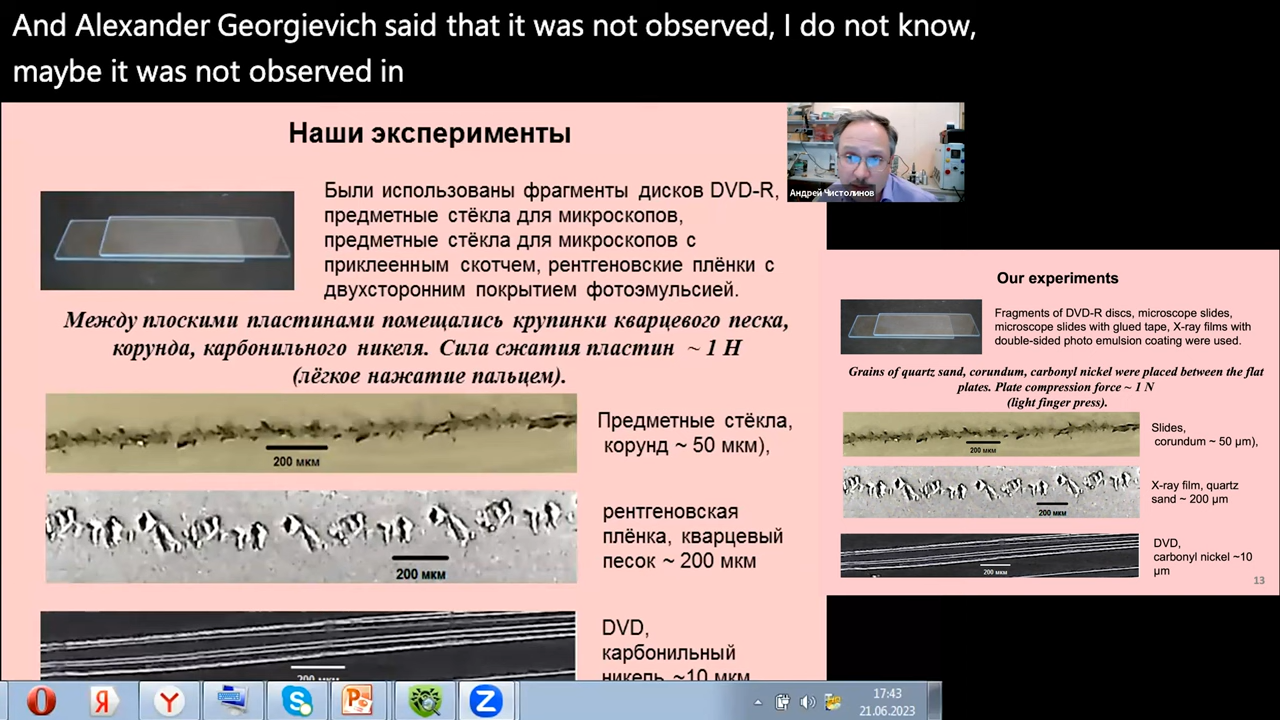 And Alexander Georgievich said that it was not observed, I do not know,
maybe it was not observed in
Наши эксперименты
Были использованы фрагменты дисков DVD-R,
предметные стёкла для микроскопов,
предметные стёкла для микроскопов с
приклеенным скотчем, рентгеновские плёнки с
двухсторонним покрытием фотоэмульсией.
Между плоскими пластинами помещались крупинки кварцевого песка,
корунда, карбонильного никеля. Сила сжатия пластин ~ 1 Н
(лёгкое нажатие пальцем).
200 мкм
Предметные стёкла,
корунд ~ 50 мкм),
200 мкм
рентгеновская
плёнка, кварцевый
песок ~ 200 мкм
200 мкм
DVD,
карбонильный
никель ~10 мкм
Андрей Чистолинов
Our experiments
Fragments of DVD-R discs, microscope slides,
microscope slides with glued tape, X-ray films with
double-sided photo emulsion coating were used.
Grains of quartz sand, corundum, carbonyl nickel were placed between the flat
plates. Plate compression force ~ 1 N
(light finger press).
200 мкм
Slides,
corundum ~ 50 µm),
200 мкм
X-ray film, quartz
sand ~ 200 µm
200 мкм
DVD,
carbonyl nickel ~10
µm
13
17:43
21.06.2023